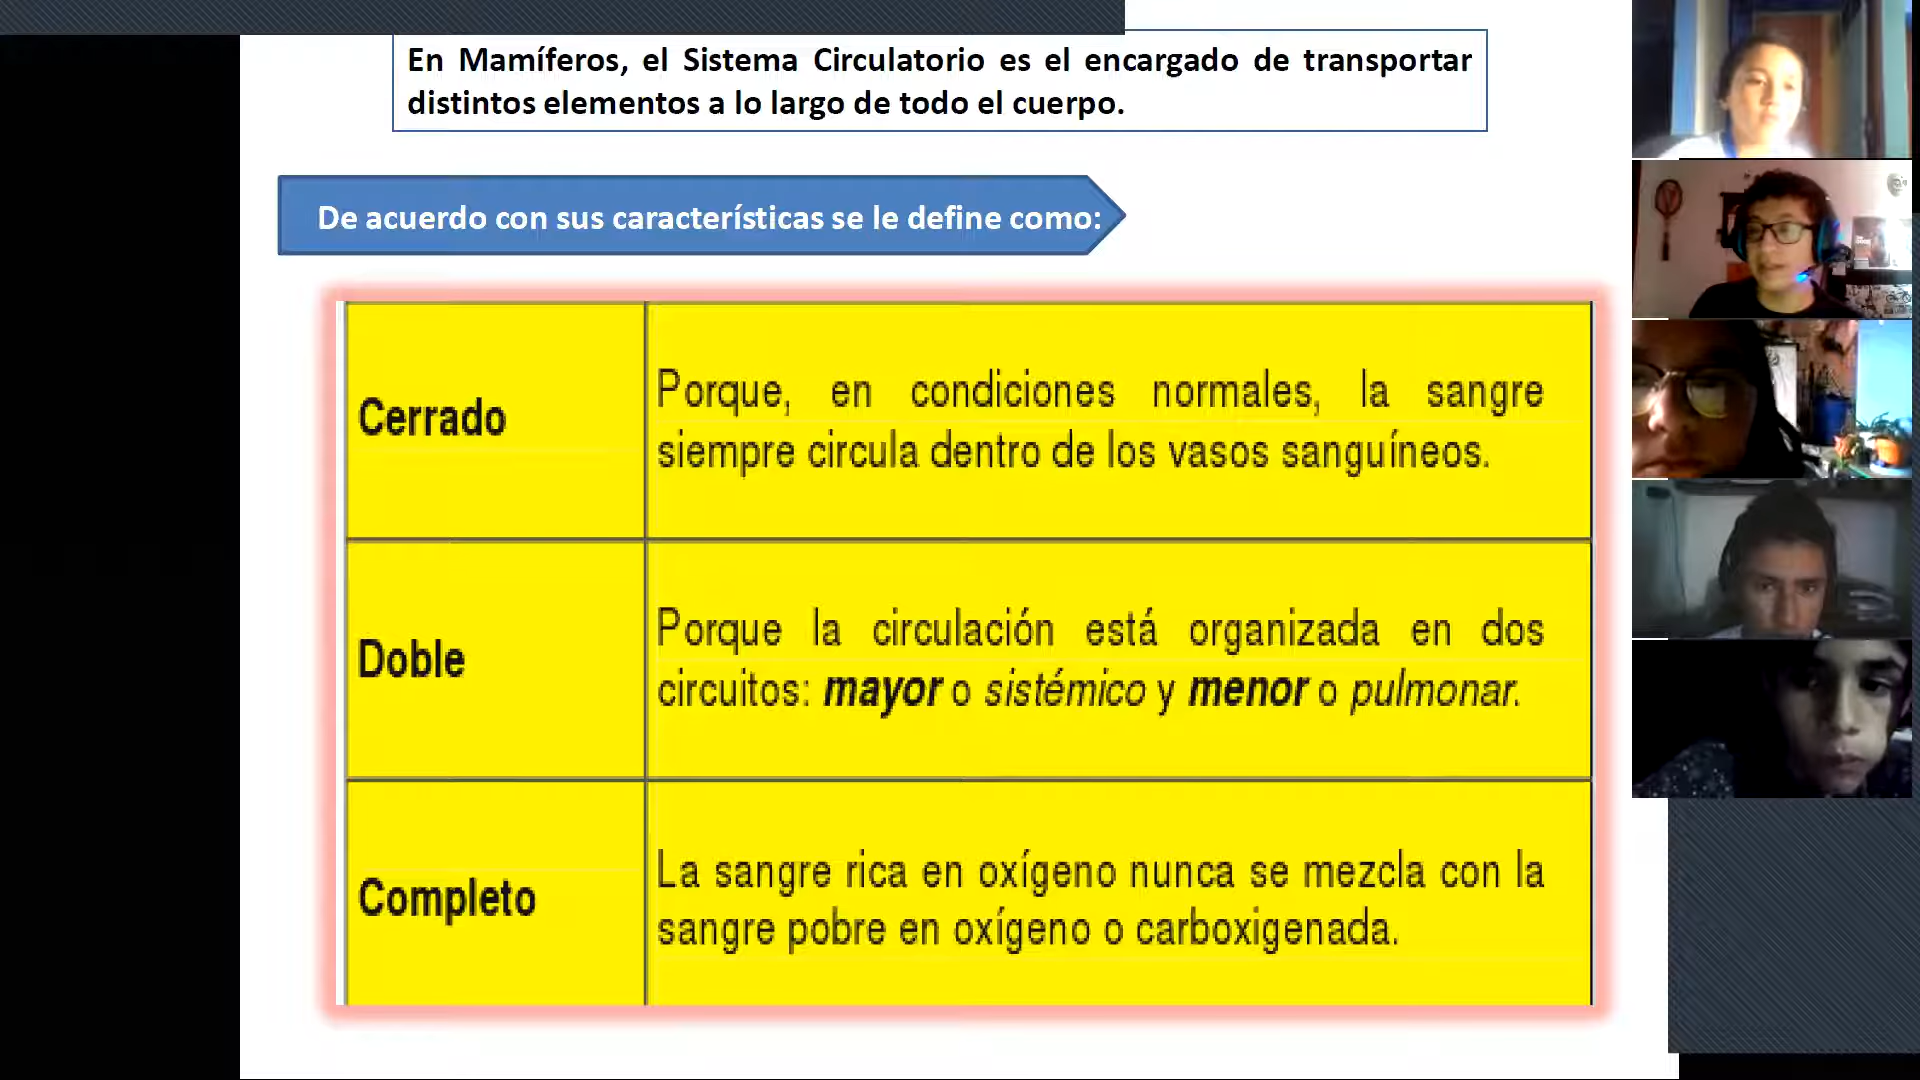 En Mamíferos, el Sistema Circulatorio es el encargado de transportar
distintos elementos a lo largo de todo el cuerpo.
De acuerdo con sus características se le define como:
Cerrado
Porque, en condiciones normales, la sangre
siempre circula dentro de los vasos sanguíneos.
Doble
Porque la circulación está organizada en dos
circuitos: mayor o sistémico y menor o pulmonar.
Completo
La sangre rica en oxígeno nunca se mezcla con la
sangre pobre en oxígeno o carboxigenada.